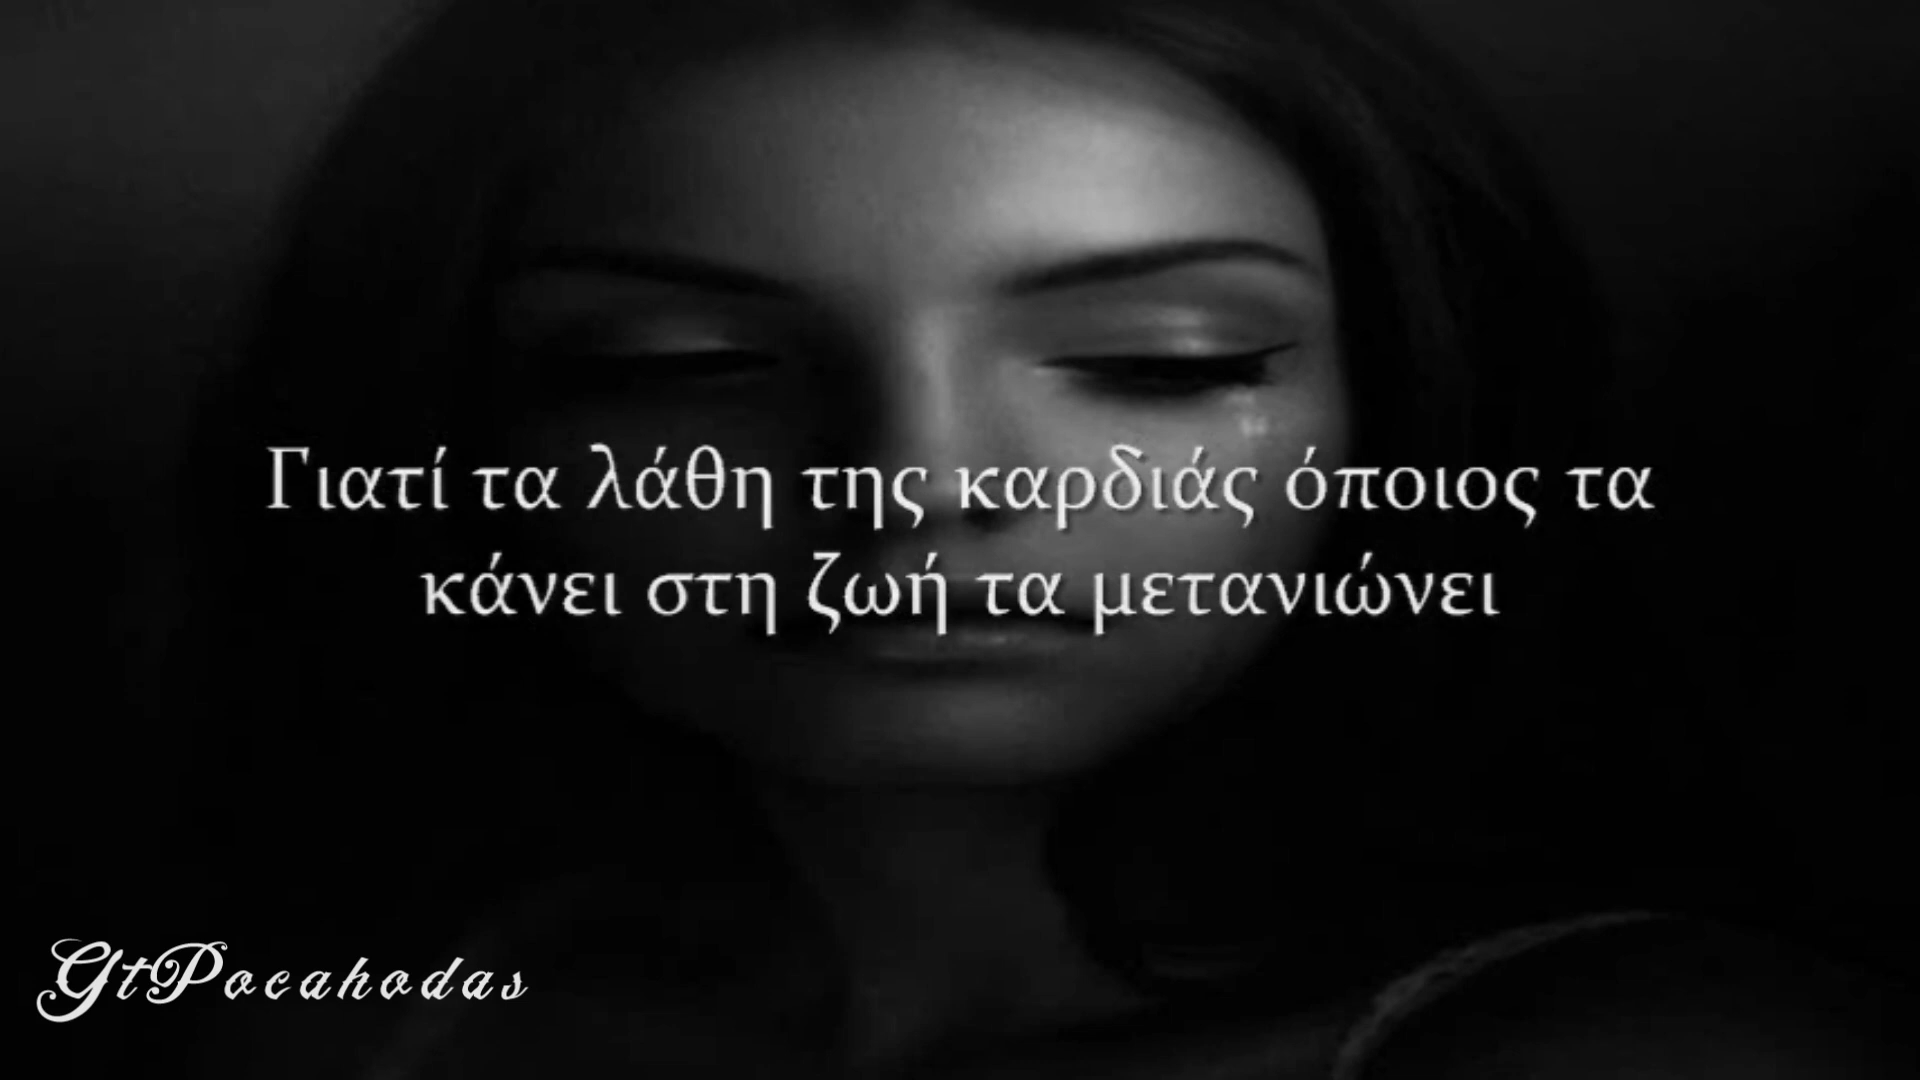 Γιατί τα λάθη της καρδιάς όποιος τα
κάνει στη ζωή τα μετανιώνει
GtPocahodas